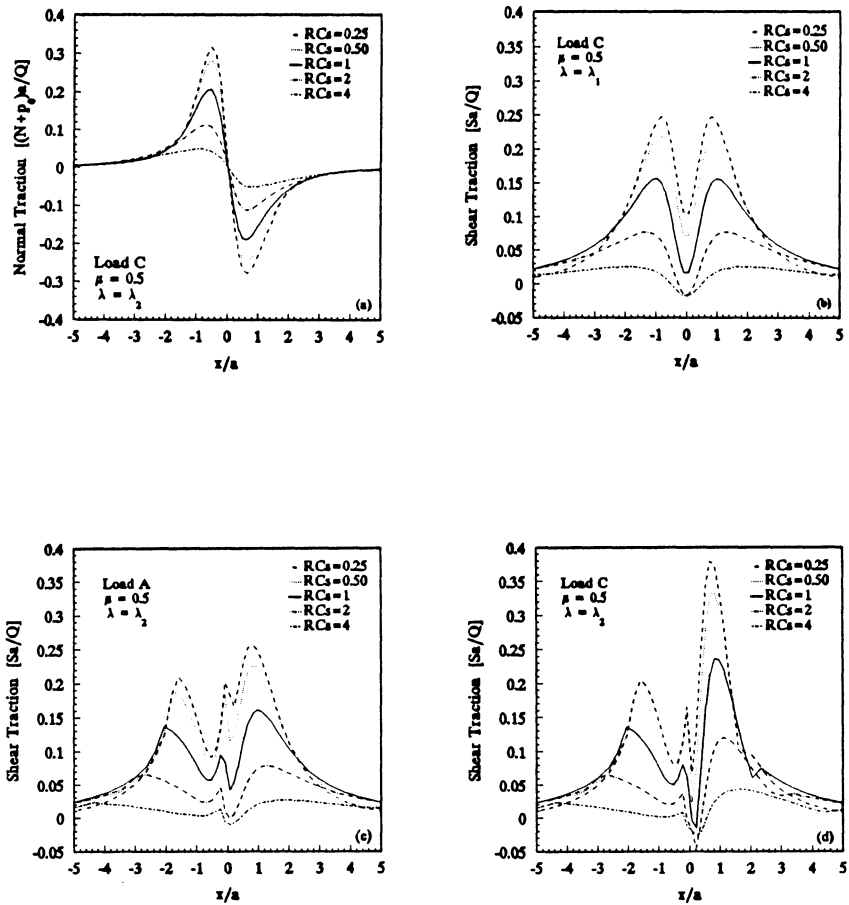 0.4
0.3
0.2
0.1
0
-0.1
-0.2
-0.3
-0.4
Normal Traction [(N+p₀)a/Q]
RCs=0.25
RCs=0.50
RCs=1
RCs=2
RCs=4
Load C
μ = 0.5
λ = λ₂
(a)
-5 -4 -3 -2 -1 0 1 2 3 4 5
x/a
0.4
0.35
0.3
0.25
0.2
0.15
0.1
0.05
0
-0.05
Shear Traction [Sa/Q]
Load C
μ = 0.5
λ = λ₁
RCs=0.25
RCs=0.50
RCs=1
RCs=2
RCs=4
(b)
-5 -4 -3 -2 -1 0 1 2 3 4 5
x/a
0.4
0.35
0.3
0.25
0.2
0.15
0.1
0.05
0
-0.05
Shear Traction [Sa/Q]
Load A
μ = 0.5
λ = λ₂
RCs=0.25
RCs=0.50
RCs=1
RCs=2
RCs=4
(c)
-5 -4 -3 -2 -1 0 1 2 3 4 5
x/a
0.4
0.35
0.3
0.25
0.2
0.15
0.1
0.05
0
-0.05
Shear Traction [Sa/Q]
Load C
μ = 0.5
λ = λ₂
RCs=0.25
RCs=0.50
RCs=1
RCs=2
RCs=4
(d)
-5 -4 -3 -2 -1 0 1 2 3 4 5
x/a